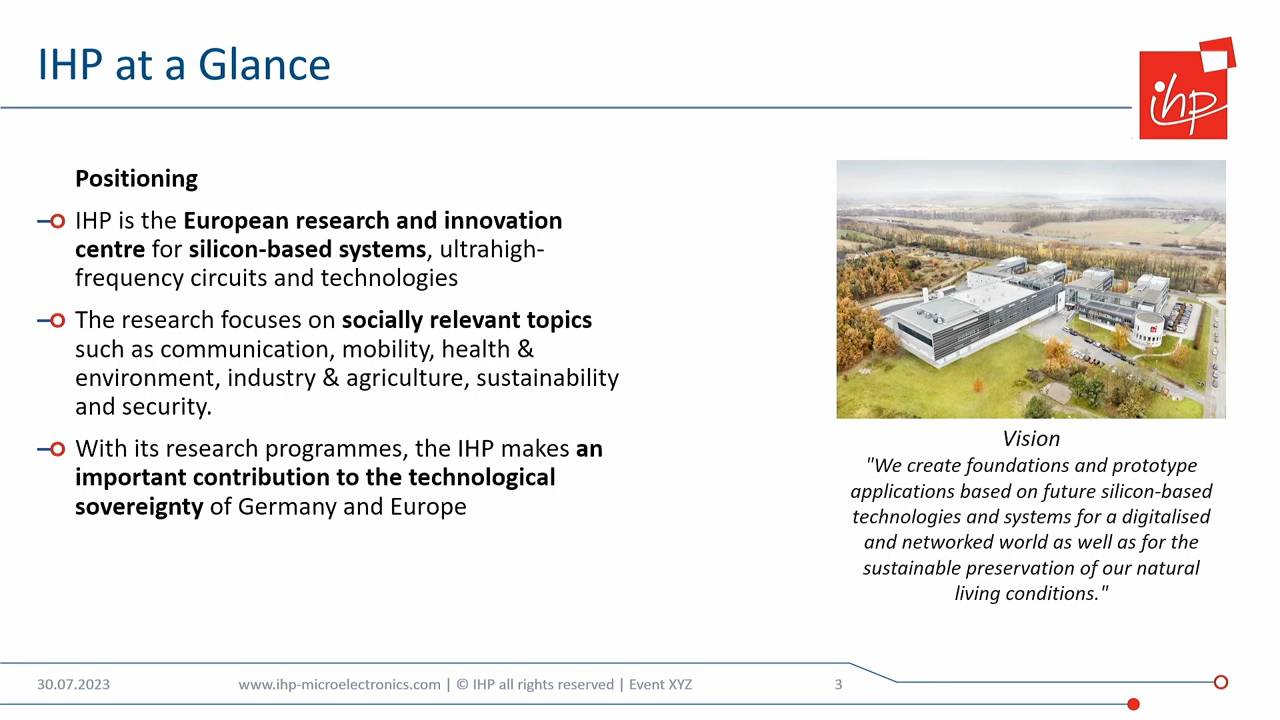 IHP at a Glance
ihp
Positioning
IHP is the European research and innovation
centre for silicon-based systems, ultrahigh-
frequency circuits and technologies
The research focuses on socially relevant topics
such as communication, mobility, health &
environment, industry & agriculture, sustainability
and security.
With its research programmes, the IHP makes an
important contribution to the technological
sovereignty of Germany and Europe
Vision
"We create foundations and prototype
applications based on future silicon-based
technologies and systems for a digitalised
and networked world as well as for the
sustainable preservation of our natural
living conditions."
30.07.2023
www.ihp-microelectronics.com | © IHP all rights reserved | Event XYZ
3